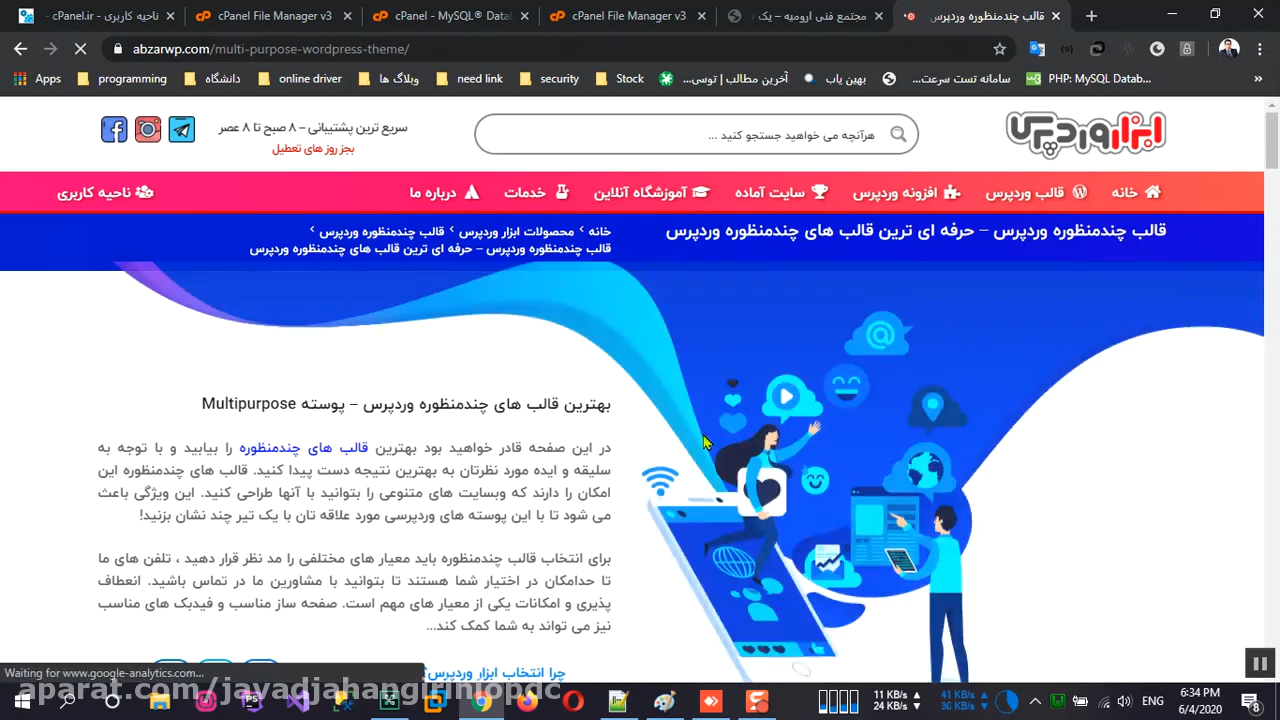 ناحیه کاربری - cPanel.ir
cPanel File Manager v3
cPanel - MySQL® Datal
cPanel File Manager v3
مجتمع فنی ارومیه – یک
قالب چندمنظوره وردپرس
abzarwp.com/multi-purpose-wordpress-theme/
Apps
programming
دانشگاه
online driver
وبلاگ ها
need link
security
Stock
آخرین مطالب | توسی...
بهین یاب
سامانه تست سرعت...
PHP: MySQL Datab...
»
سریع ترین پشتیبانی – ۸ صبح تا ۸ عصر
بجز روز های تعطیل
هرآنچه می خواهید جستجو کنید ...
ابزار وردپرس
خانه
قالب وردپرس
افزونه وردپرس
سایت آماده
آموزشگاه آنلاین
خدمات
درباره ما
ناحیه کاربری
قالب چندمنظوره وردپرس – حرفه ای ترین قالب های چندمنظوره وردپرس
خانه › محصولات ابزار وردپرس › قالب چندمنظوره وردپرس ›
قالب چندمنظوره وردپرس – حرفه ای ترین قالب های چندمنظوره وردپرس
بهترین قالب های چندمنظوره وردپرس – پوسته Multipurpose
در این صفحه قادر خواهید بود بهترین قالب های چندمنظوره را بیابید و با توجه به
سلیقه و ایده مورد نظرتان به بهترین نتیجه دست پیدا کنید. قالب های چندمنظوره این
امکان را دارند که وبسایت های متنوعی را بتوانید با آنها طراحی کنید. این ویژگی باعث
می شود تا با این پوسته های وردپرسی مورد علاقه تان با یک تیر چند نشان بزنید!
برای انتخاب قالب چندمنظوره باید معیار های مختلفی را مد نظر قرار دهید ، تلفن های ما
تا حدامکان در اختیار شما هستند تا بتوانید با مشاورین ما در تماس باشید. انعطاف
پذیری و امکانات یکی از معیار های مهم است. صفحه ساز مناسب و فیدبک های مناسب
نیز می تواند به شما کمک کند...
چرا انتخاب ابزار وردپرس؟
Waiting for www.google-analytics.com...
aparat.com/javadjahangiriniopdc
11 KB/s
24 KB/s
41 KB/s
30 KB/s
ENG
6:34 PM
6/4/2020
8